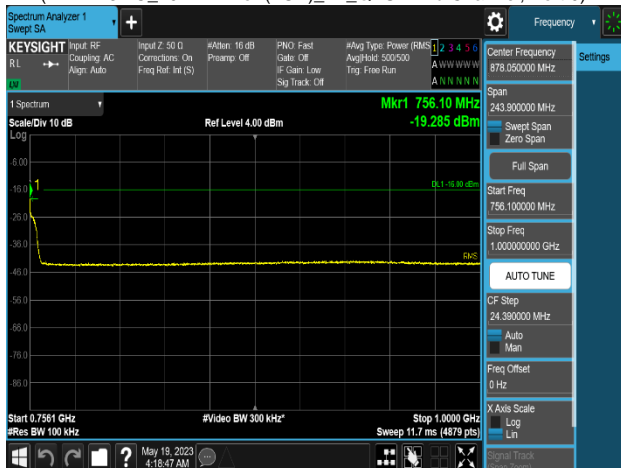 Spectrum Analyzer 1
Swept SA
Frequency
KEYSIGHT
RL
Input: RF
Coupling: AC
Align: Auto
Input Z: 50 Ω
Corrections: On
Freq Ref: Int (S)
#Atten: 16 dB
Preamp: Off
PNO: Fast
Gate: Off
IF Gain: Low
Sig Track: Off
#Avg Type: Power (RMS
Avg|Hold: 500/500
Trig: Free Run
1 2 3 4 5 6
A W W W W W
A N N N N N
1 Spectrum
Scale/Div 10 dB
Log
Ref Level 4.00 dBm
Mkr1 756.10 MHz
-19.285 dBm
-6.00
-16.0
-26.0
-36.0
-46.0
-56.0
-66.0
-76.0
-86.0
1
DL1 -16.00 dBm
RMS
Start 0.7561 GHz
#Res BW 100 kHz
#Video BW 300 kHz*
Stop 1.0000 GHz
Sweep 11.7 ms (4879 pts)
May 19, 2023
4:18:47 AM
Center Frequency
878.050000 MHz
Settings
Span
243.900000 MHz
Swept Span
Zero Span
Full Span
Start Freq
756.100000 MHz
Stop Freq
1.000000000 GHz
AUTO TUNE
CF Step
24.390000 MHz
Auto
Man
Freq Offset
0 Hz
X Axis Scale
Log
Lin
Signal Track
(Span Zoom)